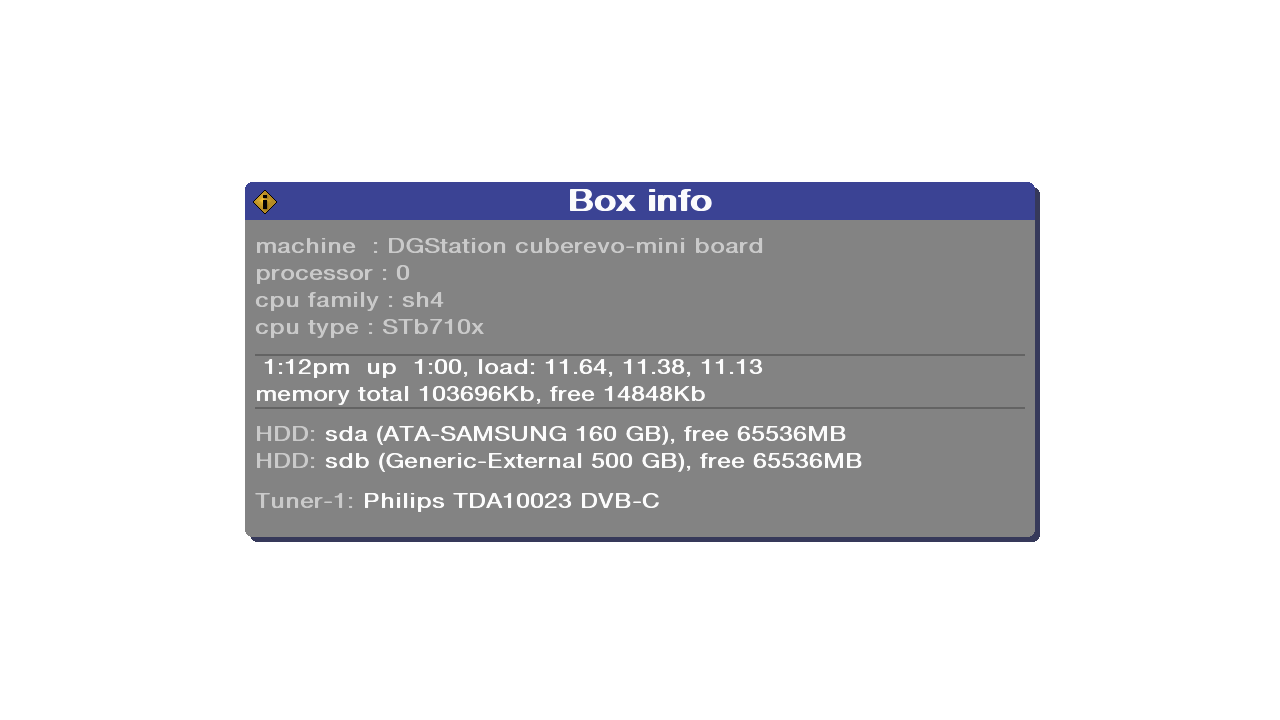 Box info
machine  : DGStation cuberevo-mini board
processor : 0
cpu family : sh4
cpu type : STb710x
1:12pm  up  1:00, load: 11.64, 11.38, 11.13
memory total 103696Kb, free 14848Kb
HDD: sda (ATA-SAMSUNG 160 GB), free 65536MB
HDD: sdb (Generic-External 500 GB), free 65536MB
Tuner-1: Philips TDA10023 DVB-C